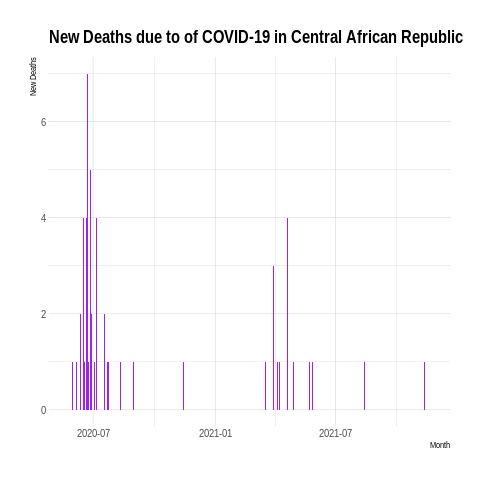 New Deaths due to of COVID-19 in Central African Republic
New Deaths
6
4
2
0
2020-07
2021-01
2021-07
Month